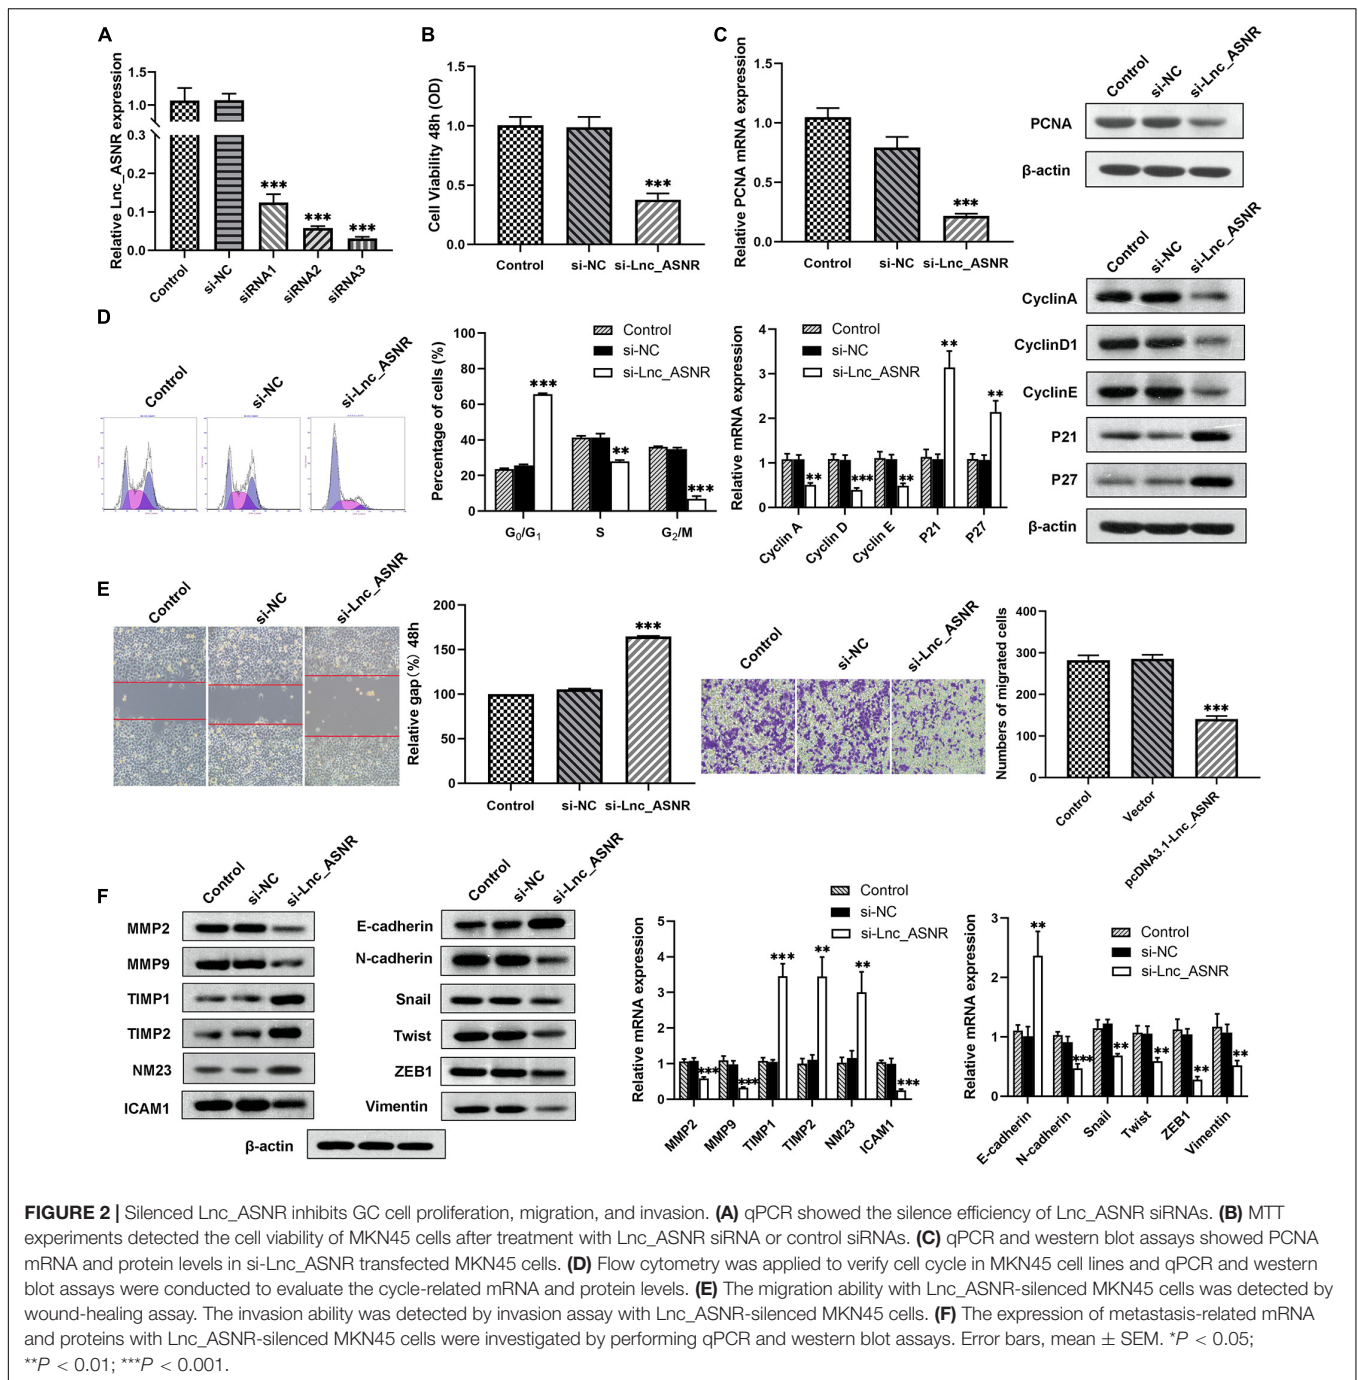 A
Relative Lnc_ASNR expression
1.5
1.0
0.3
0.2
0.1
0.0
***
***
***
Control
si-NC
siRNA1
siRNA2
siRNA3
B
Cell Viability 48h (OD)
1.5
1.0
0.5
0.0
***
Control
si-NC
si-Lnc_ASNR
C
Relative PCNA mRNA expression
1.5
1.0
0.5
0.0
***
Control
si-NC
si-Lnc_ASNR
Control
si-NC
si-Lnc_ASNR
PCNA
β-actin
D
Control
si-NC
si-Lnc_ASNR
Percentage of cells (%)
100
80
60
40
20
0
Control
si-NC
si-Lnc_ASNR
***
**
***
G0/G1
S
G2/M
Relative mRNA expression
4
3
2
1
0
Control
si-NC
si-Lnc_ASNR
**
***
**
**
**
Cyclin A
Cyclin D
Cyclin E
P21
P27
Control
si-NC
si-Lnc_ASNR
CyclinA
CyclinD1
CyclinE
P21
P27
β-actin
E
Control
si-NC
si-Lnc_ASNR
Relative gap(%) 48h
200
150
100
50
0
***
Control
si-NC
si-Lnc_ASNR
Control
si-NC
si-Lnc_ASNR
Numbers of migrated cells
400
300
200
100
0
***
Control
Vector
pcDNA3.1-Lnc_ASNR
F
Control
si-NC
si-Lnc_ASNR
MMP2
MMP9
TIMP1
TIMP2
NM23
ICAM1
Control
si-NC
si-Lnc_ASNR
E-cadherin
N-cadherin
Snail
Twist
ZEB1
Vimentin
β-actin
Relative mRNA expression
5
4
3
2
1
0
Control
si-NC
si-Lnc_ASNR
***
***
***
**
**
***
MMP2
MMP9
TIMP1
TIMP2
NM23
ICAM1
Relative mRNA expression
3
2
1
0
Control
si-NC
si-Lnc_ASNR
**
***
**
**
**
**
E-cadherin
N-cadherin
Snail
Twist
ZEB1
Vimentin
FIGURE 2 | Silenced Lnc_ASNR inhibits GC cell proliferation, migration, and invasion. (A) qPCR showed the silence efficiency of Lnc_ASNR siRNAs. (B) MTT
experiments detected the cell viability of MKN45 cells after treatment with Lnc_ASNR siRNA or control siRNAs. (C) qPCR and western blot assays showed PCNA
mRNA and protein levels in si-Lnc_ASNR transfected MKN45 cells. (D) Flow cytometry was applied to verify cell cycle in MKN45 cell lines and qPCR and western
blot assays were conducted to evaluate the cycle-related mRNA and protein levels. (E) The migration ability with Lnc_ASNR-silenced MKN45 cells was detected by
wound-healing assay. The invasion ability was detected by invasion assay with Lnc_ASNR-silenced MKN45 cells. (F) The expression of metastasis-related mRNA
and proteins with Lnc_ASNR-silenced MKN45 cells were investigated by performing qPCR and western blot assays. Error bars, mean ± SEM. *P < 0.05;
**P < 0.01; ***P < 0.001.